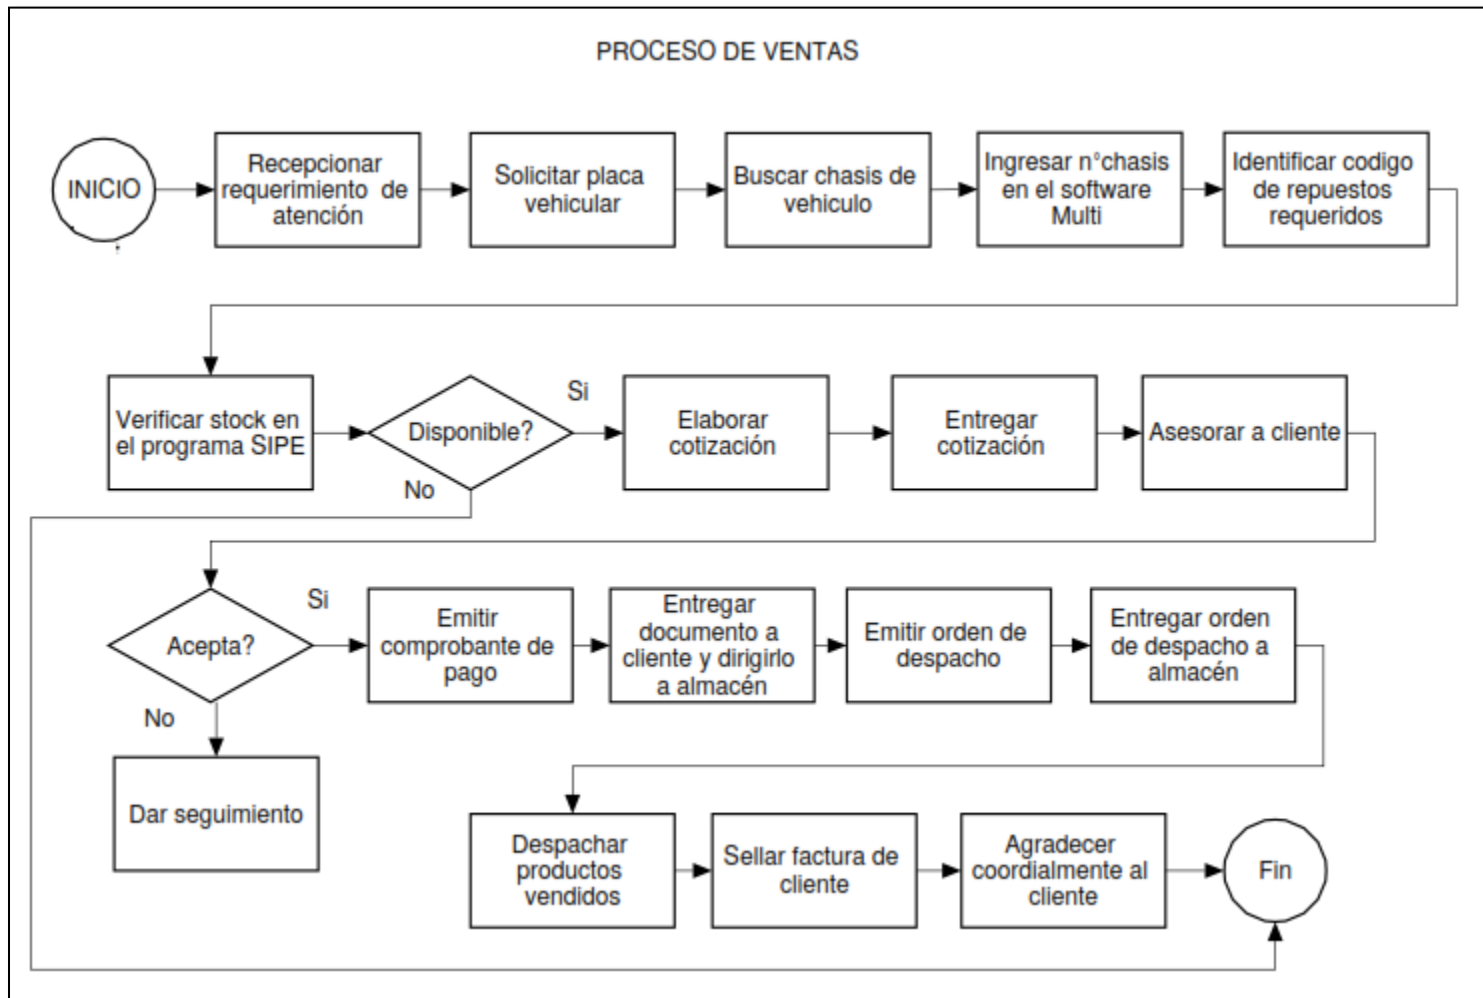 PROCESO DE VENTAS
INICIO
Recepcionar
requerimiento de
atención
Solicitar placa
vehicular
Buscar chasis de
vehiculo
Ingresar n°chasis
en el software
Multi
Identificar codigo
de repuestos
requeridos
Verificar stock en
el programa SIPE
Disponible?
Si
No
Elaborar
cotización
Entregar
cotización
Asesorar a cliente
Acepta?
Si
No
Emitir
comprobante de
pago
Entregar
documento a
cliente y dirigirlo
a almacén
Emitir orden de
despacho
Entregar orden
de despacho a
almacén
Dar seguimiento
Despachar
productos
vendidos
Sellar factura de
cliente
Agradecer
coordialmente al
cliente
Fin